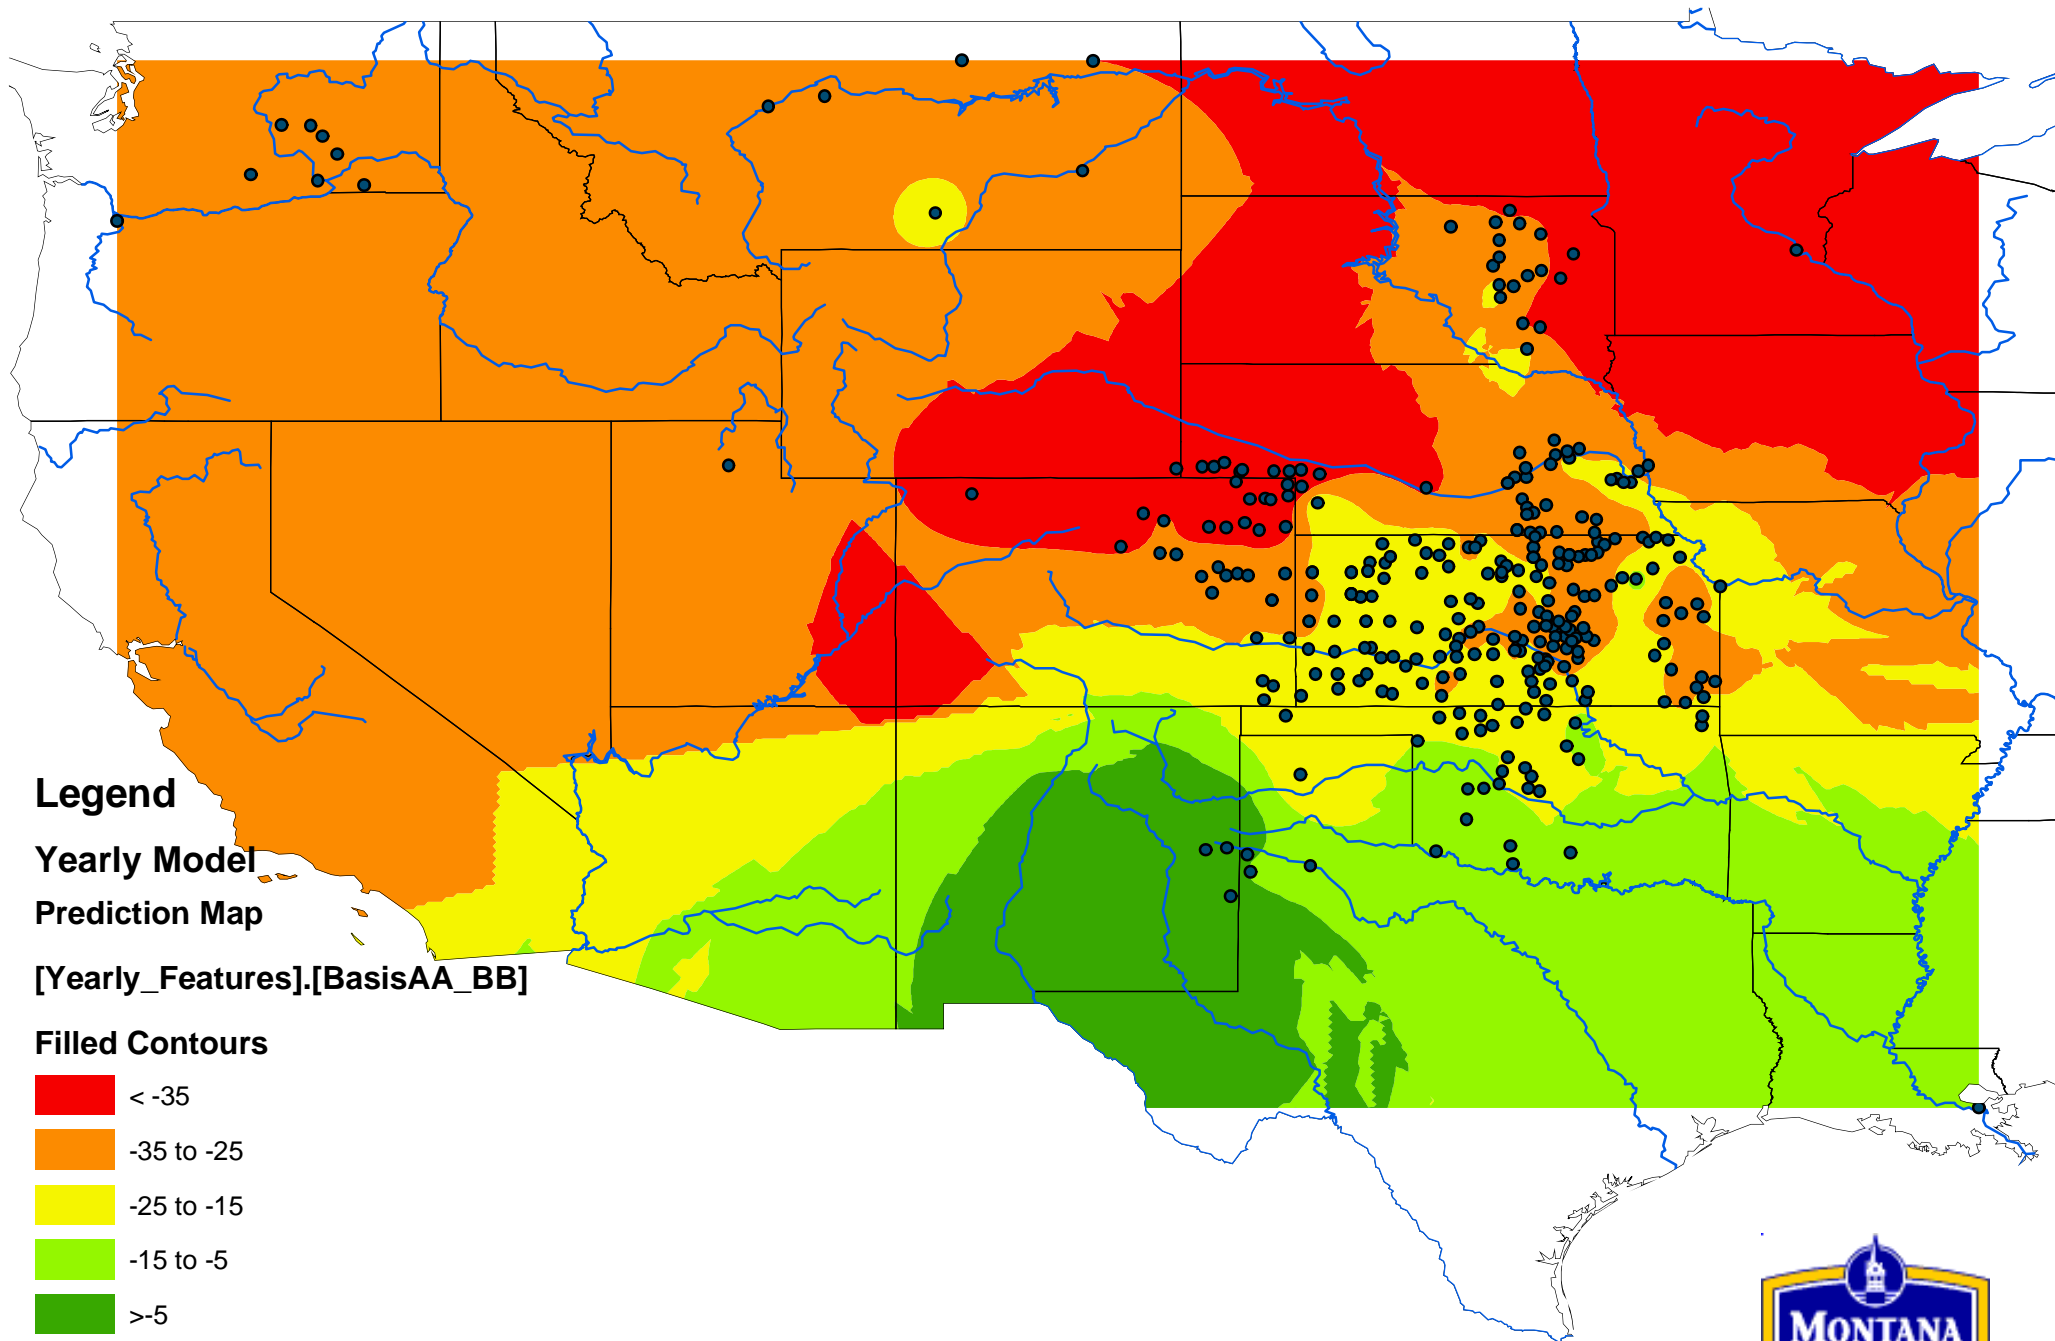 Legend
Yearly Model
Prediction Map
[Yearly_Features].[BasisAA_BB]
Filled Contours
< -35
-35 to -25
-25 to -15
-15 to -5
>-5
MONTANA